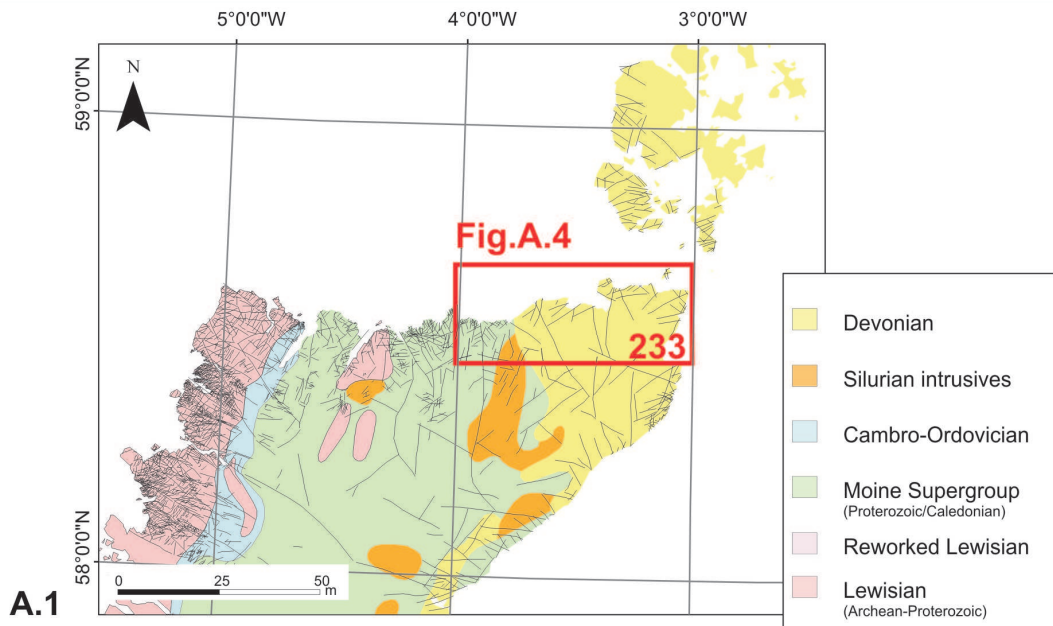 5°0'0"W 4°0'0"W 3°0'0"W
N
59°0'0"N
Fig.A.4
233
58°0'0"N
0 25 50
m
A.1
Devonian
Silurian intrusives
Cambro-Ordovician
Moine Supergroup
(Proterozoic/Caledonian)
Reworked Lewisian
Lewisian
(Archean-Proterozoic)